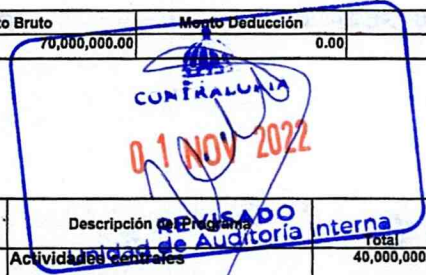 to Bruto Monto Deducción
70,000,000.00 0.00
CONTRALORIA
01 NOV 2022
Descripción del Programa
REVISADO
Unidad de Auditoría Interna
Total
Actividades centrales 40,000,000